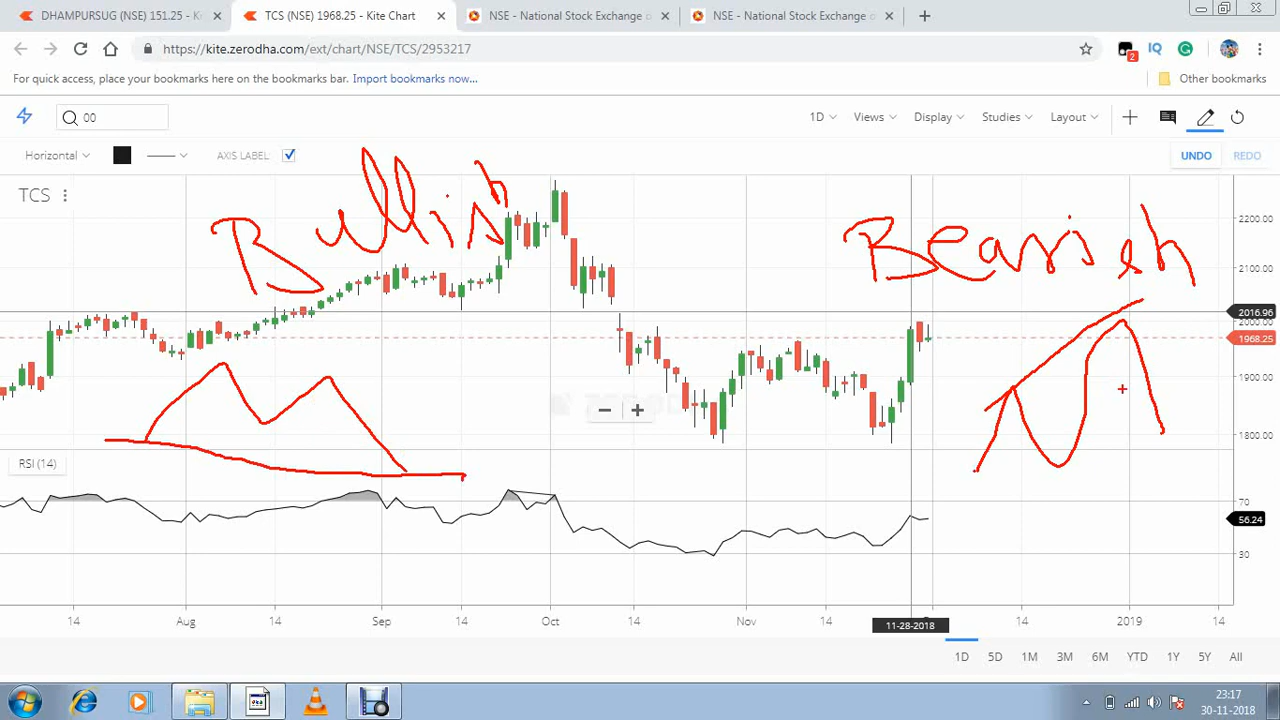 DHAMPURSUG (NSE) 151.25 - Ki
TCS (NSE) 1968.25 - Kite Chart
NSE - National Stock Exchange o
NSE - National Stock Exchange o
https://kite.zerodha.com/ext/chart/NSE/TCS/2953217
2
IQ
For quick access, place your bookmarks here on the bookmarks bar. Import bookmarks now...
Other bookmarks
00
1D
Views
Display
Studies
Layout
Horizontal
AXIS LABEL:
UNDO
REDO
TCS
Bullish
Bearish
2200.00
2100.00
2016.96
2000.00
1968.25
1900.00
1800.00
RSI (14)
70
56.24
30
14 Aug 14 Sep 14 Oct 14 Nov 14 11-28-2018 14 2019 14
1D 5D 1M 3M 6M YTD 1Y 5Y All
23:17
30-11-2018